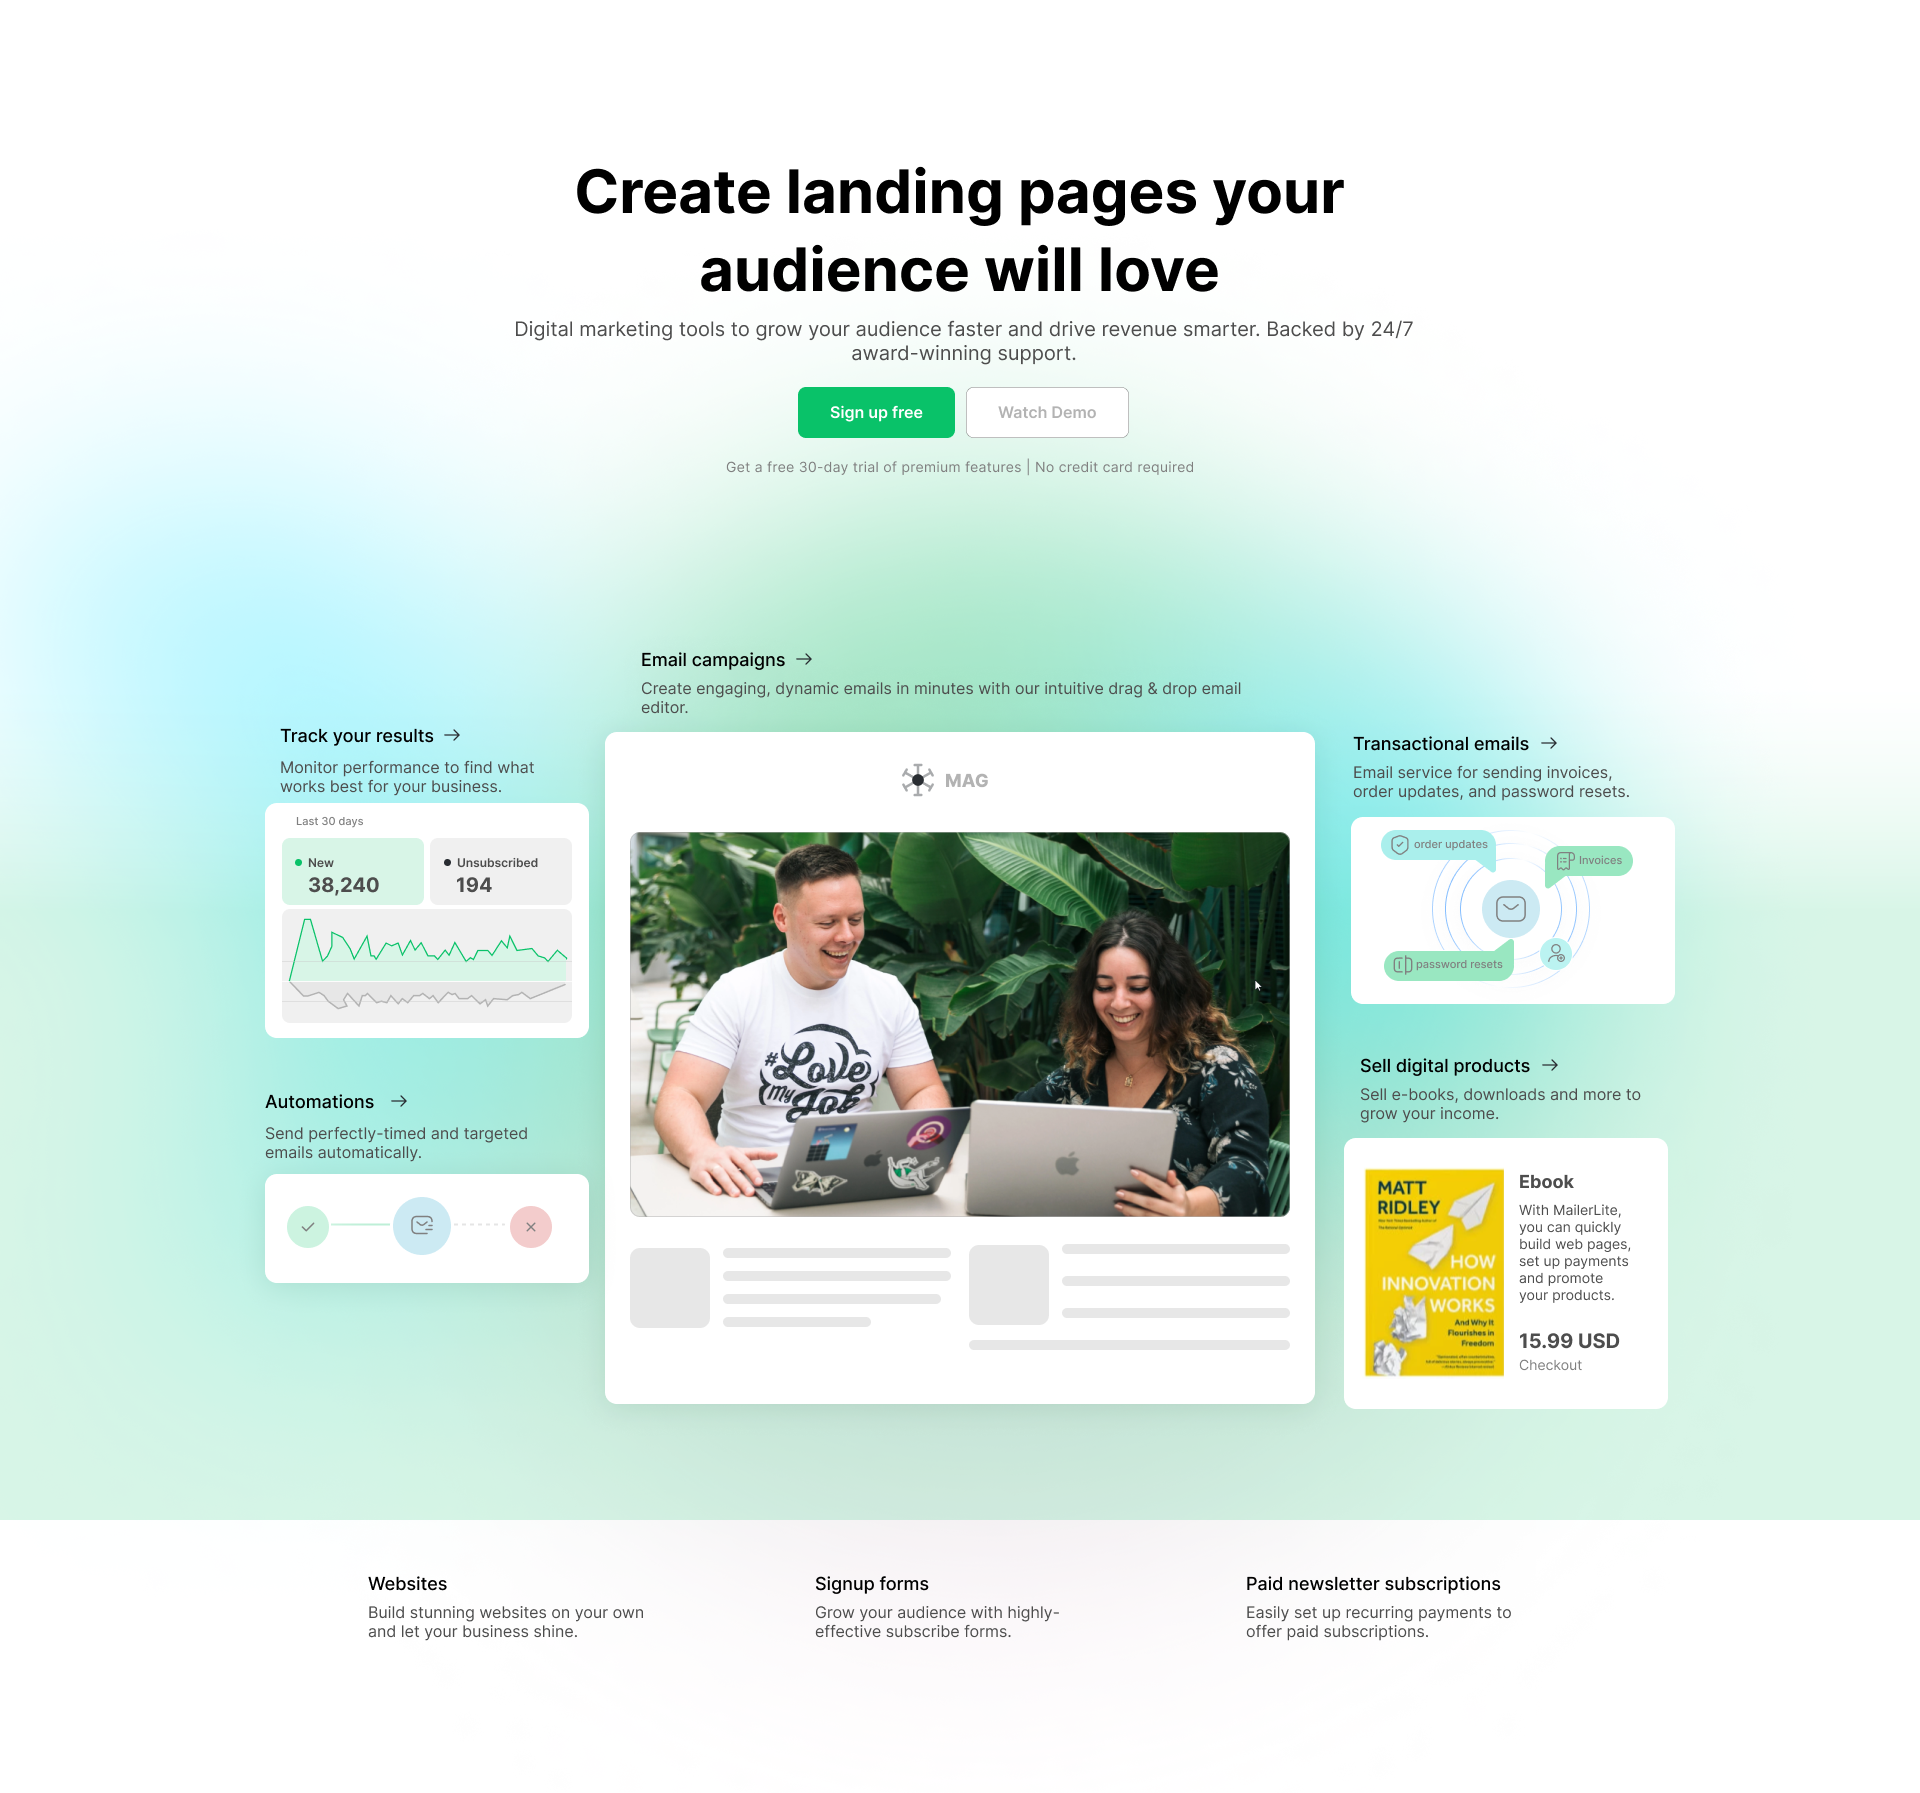 Create landing pages your
audience will love
Digital marketing tools to grow your audience faster and drive revenue smarter. Backed by 24/7
award-winning support.
Sign up free
Watch Demo
Get a free 30-day trial of premium features | No credit card required
Email campaigns
Create engaging, dynamic emails in minutes with our intuitive drag & drop email
editor.
Track your results
Monitor performance to find what
works best for your business.
Last 30 days
New
38,240
Unsubscribed
194
Automations
Send perfectly-timed and targeted
emails automatically.
MAG
#Love
My Job
Transactional emails
Email service for sending invoices,
order updates, and password resets.
order updates
Invoices
password resets
Sell digital products
Sell e-books, downloads and more to
grow your income.
MATT
RIDLEY
HOW
INNOVATION
WORKS
And Why It
Flourishes in
Freedom
Ebook
With MailerLite,
you can quickly
build web pages,
set up payments
and promote
your products.
15.99 USD
Checkout
Websites
Build stunning websites on your own
and let your business shine.
Signup forms
Grow your audience with highly-
effective subscribe forms.
Paid newsletter subscriptions
Easily set up recurring payments to
offer paid subscriptions.